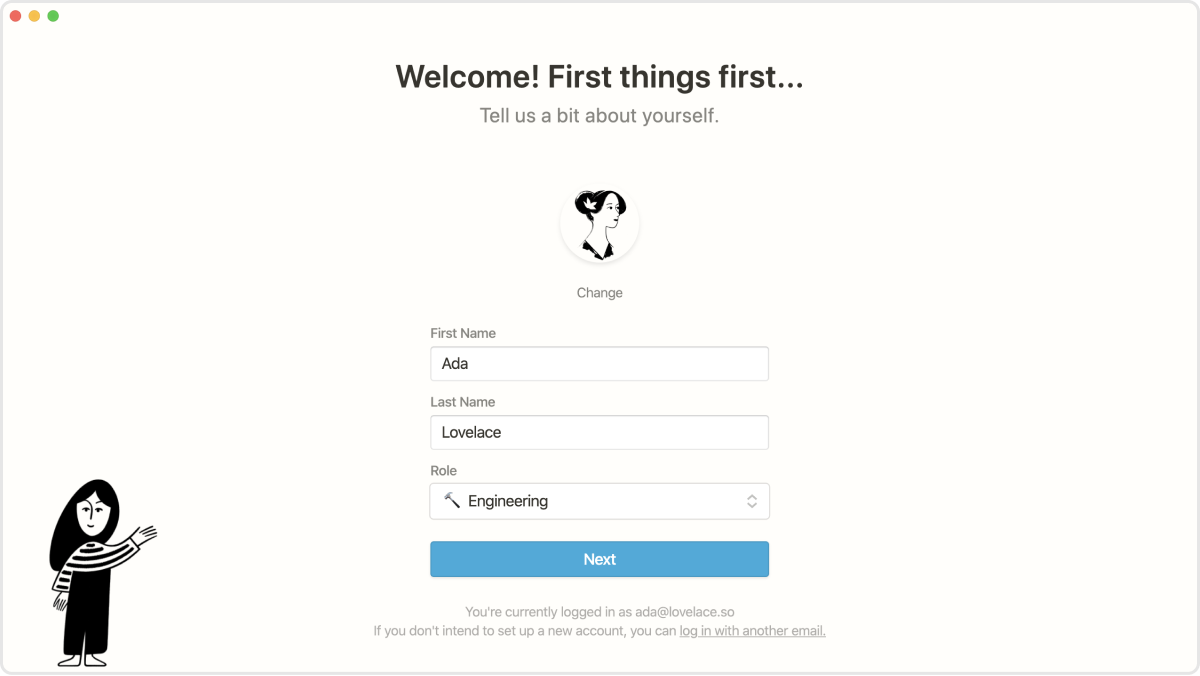 Welcome! First things first...
Tell us a bit about yourself.
Change
First Name
Ada
Last Name
Lovelace
Role
Engineering
Next
You're currently logged in as ada@lovelace.so
If you don't intend to set up a new account, you can log in with another email.